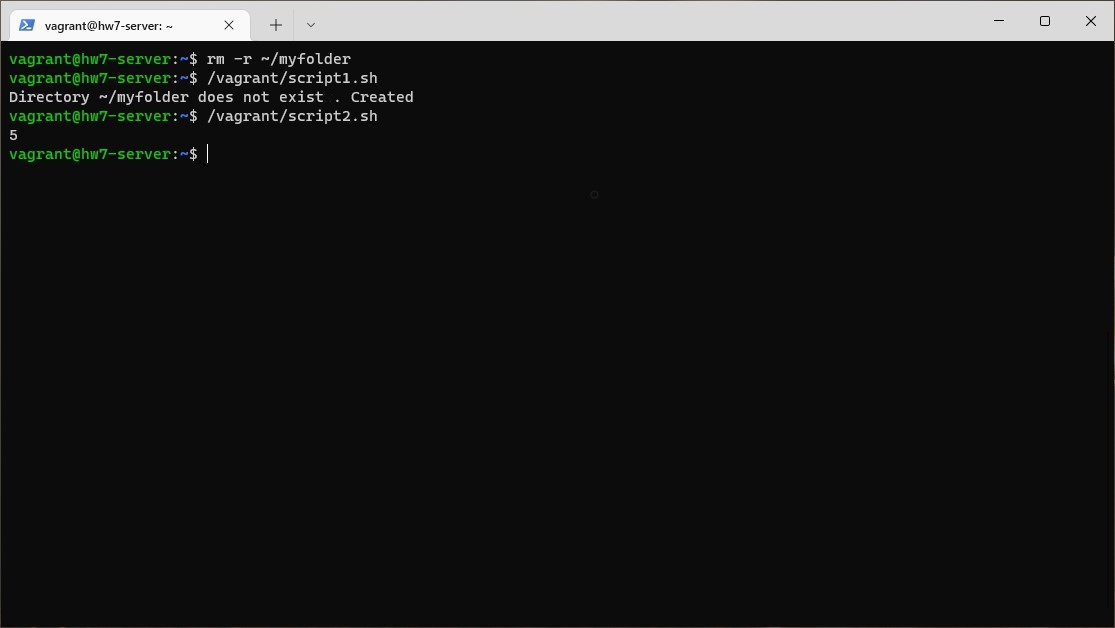 vagrant@hw7-server: ~
vagrant@hw7-server:~$ rm -r ~/myfolder
vagrant@hw7-server:~$ /vagrant/script1.sh
Directory ~/myfolder does not exist . Created
vagrant@hw7-server:~$ /vagrant/script2.sh
5
vagrant@hw7-server:~$